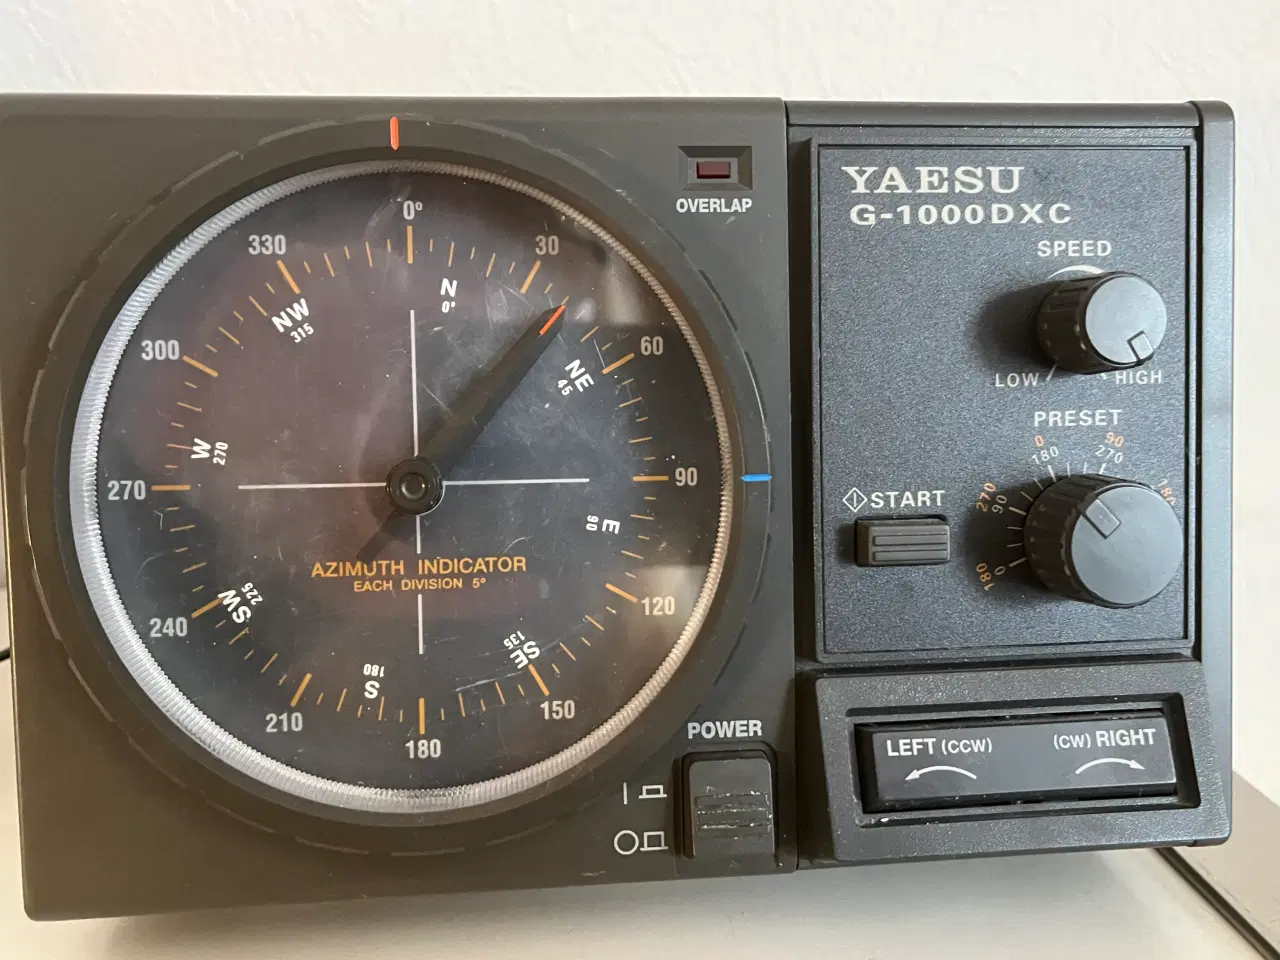 0°
30
60
90
120
150
180
210
240
270
300
330
N
0°
NE
45
E
90
SE
135
S
180
SW
225
W
270
NW
315
AZIMUTH INDICATOR
EACH DIVISION 5°
OVERLAP
POWER
YAESU
G-1000DXC
SPEED
LOW
HIGH
PRESET
0
180
90
270
270
90
180
180
0
START
LEFT (CCW)
(CW) RIGHT